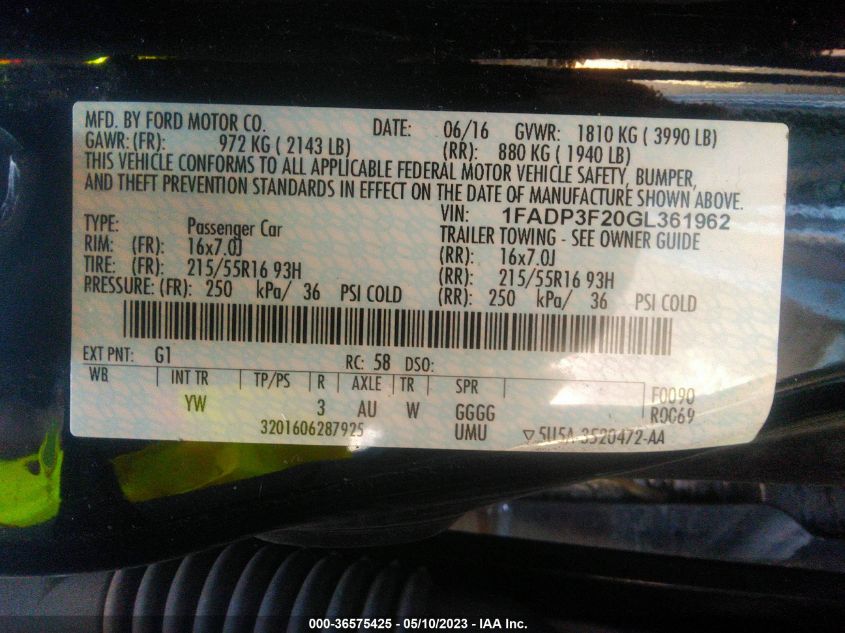 MFD. BY FORD MOTOR CO. DATE: 06/16 GVWR: 1810 KG ( 3990 LB)
GAWR: (FR): 972 KG ( 2143 LB) (RR): 880 KG ( 1940 LB)
THIS VEHICLE CONFORMS TO ALL APPLICABLE FEDERAL MOTOR VEHICLE SAFETY, BUMPER,
AND THEFT PREVENTION STANDARDS IN EFFECT ON THE DATE OF MANUFACTURE SHOWN ABOVE.
VIN: 1FADP3F20GL361962
TYPE: Passenger Car TRAILER TOWING - SEE OWNER GUIDE
RIM: (FR): 16x7.0J (RR): 16x7.0J
TIRE: (FR): 215/55R16 93H (RR): 215/55R16 93H
PRESSURE: (FR): 250 kPa/ 36 PSI COLD (RR): 250 kPa/ 36 PSI COLD
EXT PNT: G1 RC: 58 DSO:
WB INT TR TP/PS R AXLE TR SPR F0090
YW 3 AU W GGGG R0C69
3201606287925 UMU ▽5U5A-3520472-AA
000-36575425 - 05/10/2023 - IAA Inc.